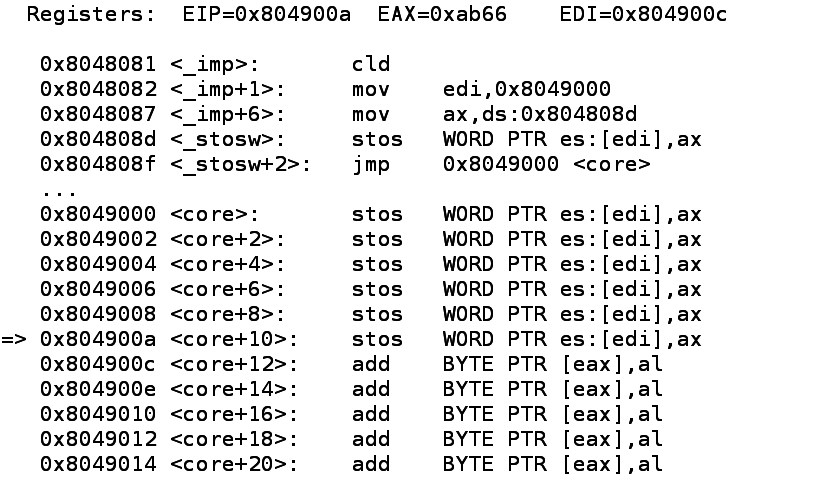 Registers:  EIP=0x804900a  EAX=0xab66    EDI=0x804900c
0x8048081 <_imp>:       cld
0x8048082 <_imp+1>:     mov    edi,0x8049000
0x8048087 <_imp+6>:     mov    ax,ds:0x804808d
0x804808d <_stosw>:     stos   WORD PTR es:[edi],ax
0x804808f <_stosw+2>:   jmp    0x8049000 <core>
...
0x8049000 <core>:       stos   WORD PTR es:[edi],ax
0x8049002 <core+2>:     stos   WORD PTR es:[edi],ax
0x8049004 <core+4>:     stos   WORD PTR es:[edi],ax
0x8049006 <core+6>:     stos   WORD PTR es:[edi],ax
0x8049008 <core+8>:     stos   WORD PTR es:[edi],ax
=> 0x804900a <core+10>:    stos   WORD PTR es:[edi],ax
0x804900c <core+12>:    add    BYTE PTR [eax],al
0x804900e <core+14>:    add    BYTE PTR [eax],al
0x8049010 <core+16>:    add    BYTE PTR [eax],al
0x8049012 <core+18>:    add    BYTE PTR [eax],al
0x8049014 <core+20>:    add    BYTE PTR [eax],al